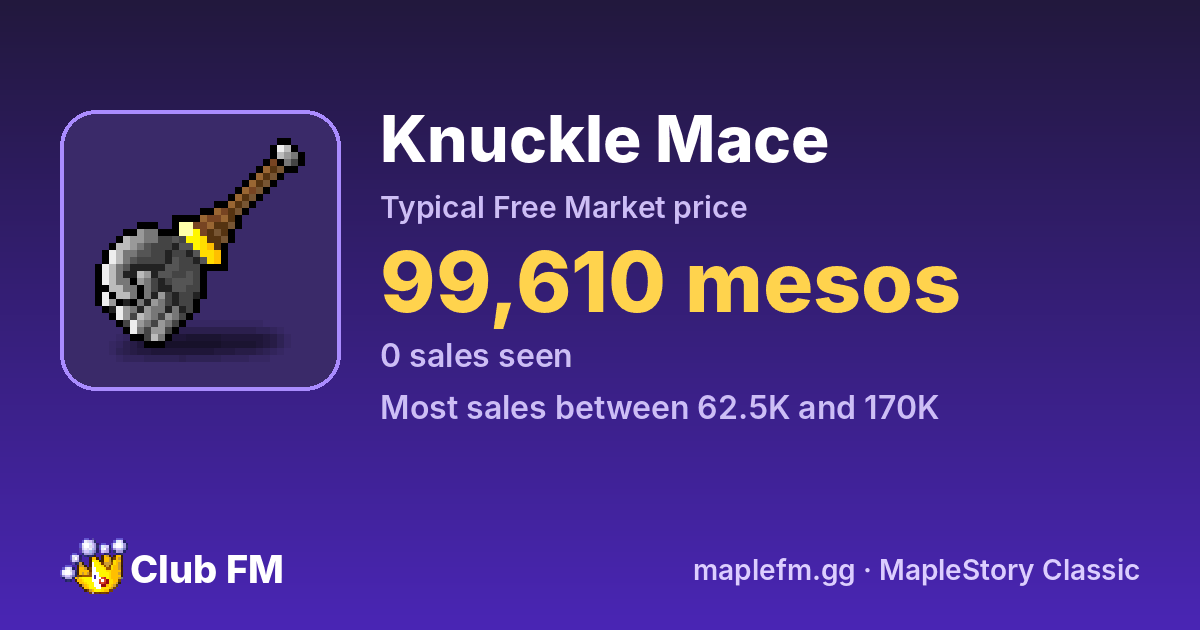 Knuckle Mace
Typical Free Market price
99,610 mesos
0 sales seen
Most sales between 62.5K and 170K
Club FM
maplefm.gg · MapleStory Classic